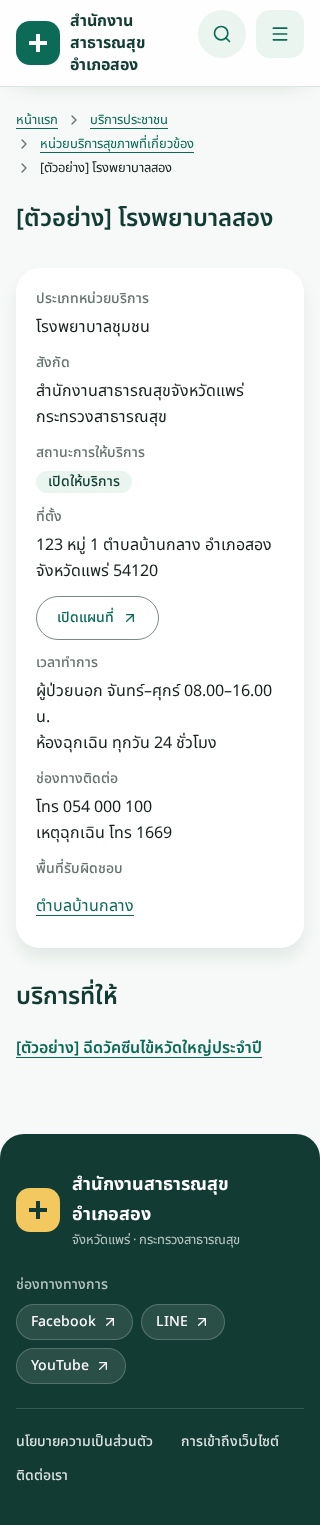 สำนักงาน
สาธารณสุข
อำเภอสอง
หน้าแรก
บริการประชาชน
หน่วยบริการสุขภาพที่เกี่ยวข้อง
[ตัวอย่าง] โรงพยาบาลสอง
[ตัวอย่าง] โรงพยาบาลสอง
ประเภทหน่วยบริการ
โรงพยาบาลชุมชน
สังกัด
สำนักงานสาธารณสุขจังหวัดแพร่
กระทรวงสาธารณสุข
สถานะการให้บริการ
เปิดให้บริการ
ที่ตั้ง
123 หมู่ 1 ตำบลบ้านกลาง อำเภอสอง
จังหวัดแพร่ 54120
เปิดแผนที่
เวลาทำการ
ผู้ป่วยนอก จันทร์–ศุกร์ 08.00–16.00
น.
ห้องฉุกเฉิน ทุกวัน 24 ชั่วโมง
ช่องทางติดต่อ
โทร 054 000 100
เหตุฉุกเฉิน โทร 1669
พื้นที่รับผิดชอบ
ตำบลบ้านกลาง
บริการที่ให้
[ตัวอย่าง] ฉีดวัคซีนไข้หวัดใหญ่ประจำปี
สำนักงานสาธารณสุข
อำเภอสอง
จังหวัดแพร่ · กระทรวงสาธารณสุข
ช่องทางทางการ
Facebook
LINE
YouTube
นโยบายความเป็นส่วนตัว
การเข้าถึงเว็บไซต์
ติดต่อเรา